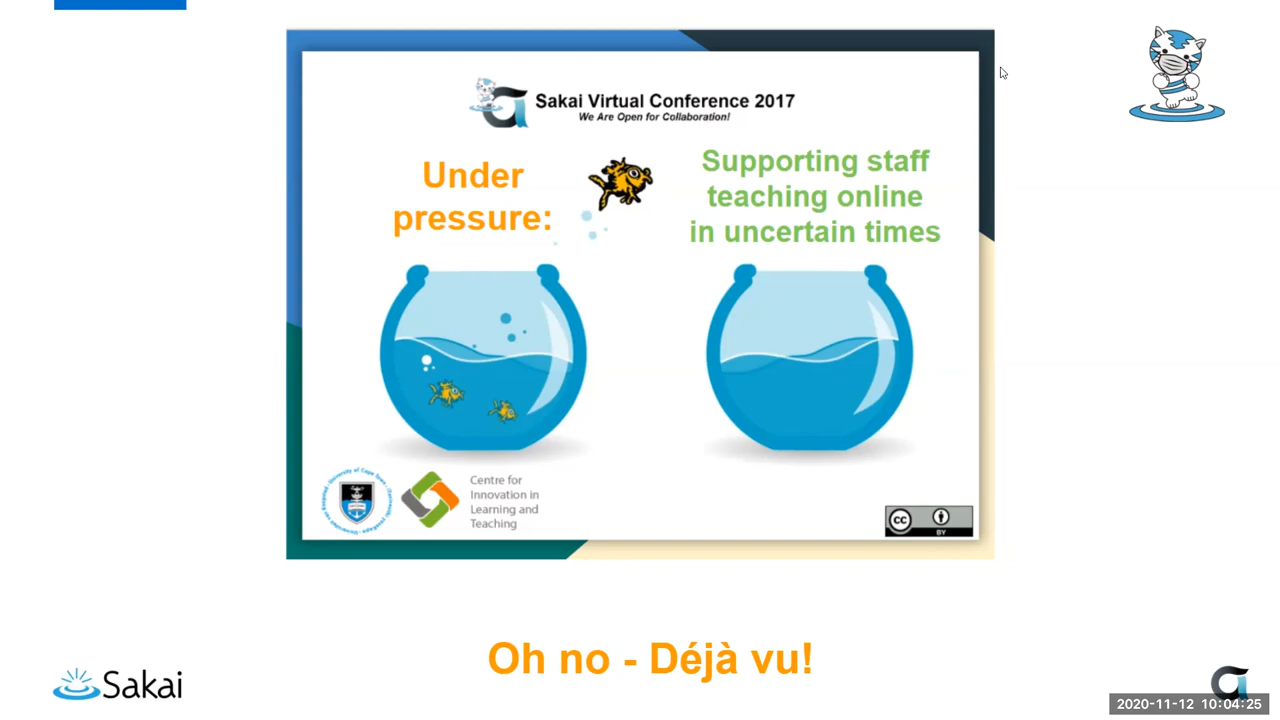 Sakai Virtual Conference 2017
We Are Open for Collaboration!
Under
pressure:
Supporting staff
teaching online
in uncertain times
Centre for
Innovation in
Learning and
Teaching
cc
BY
Oh no - Déjà vu!
Sakai
2020-11-12 10:04:25